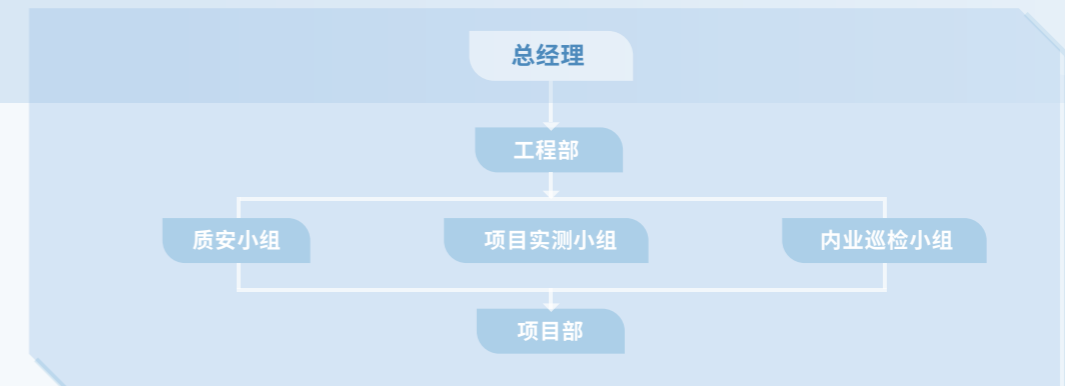 总经理
工程部
质安小组
项目实测小组
内业巡检小组
项目部